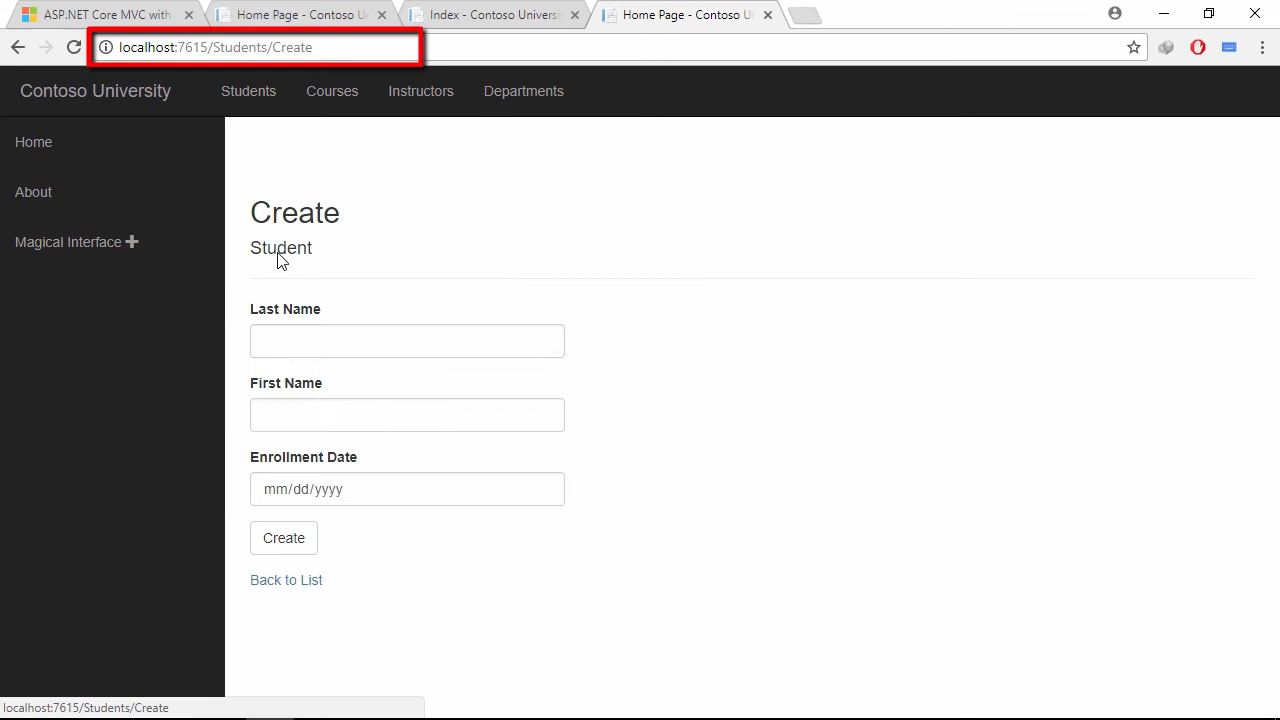 ASP.NET Core MVC with
Home Page - Contoso U
Index - Contoso Universi
Home Page - Contoso U
localhost:7615/Students/Create
Contoso University
Students
Courses
Instructors
Departments
Home
About
Magical Interface
Create
Student
Last Name
First Name
Enrollment Date
mm/dd/yyyy
Create
Back to List
localhost:7615/Students/Create